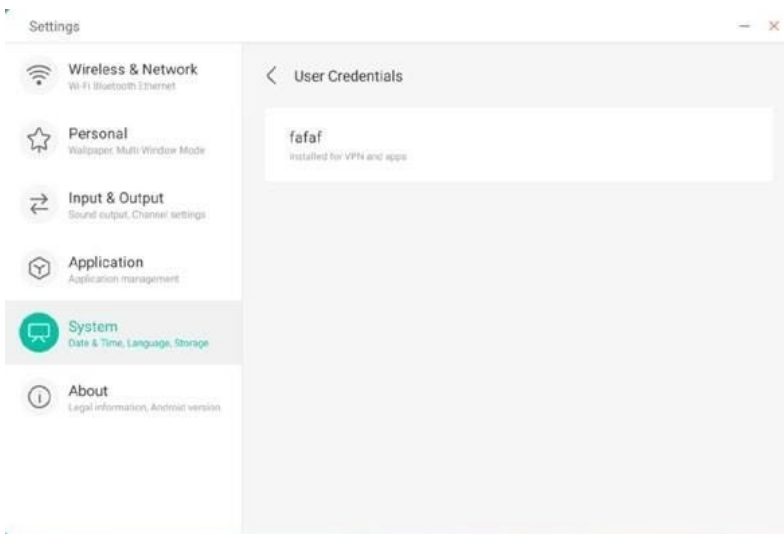 Settings
Wireless & Network
Wi-Fi Bluetooth Ethernet
Personal
Wallpaper, Multi-Window Mode
Input & Output
Sound output, Channel settings
Application
Application management
System
Date & Time, Language, Storage
About
Legal information, Android version
User Credentials
fafaf
Installed for VPN and apps